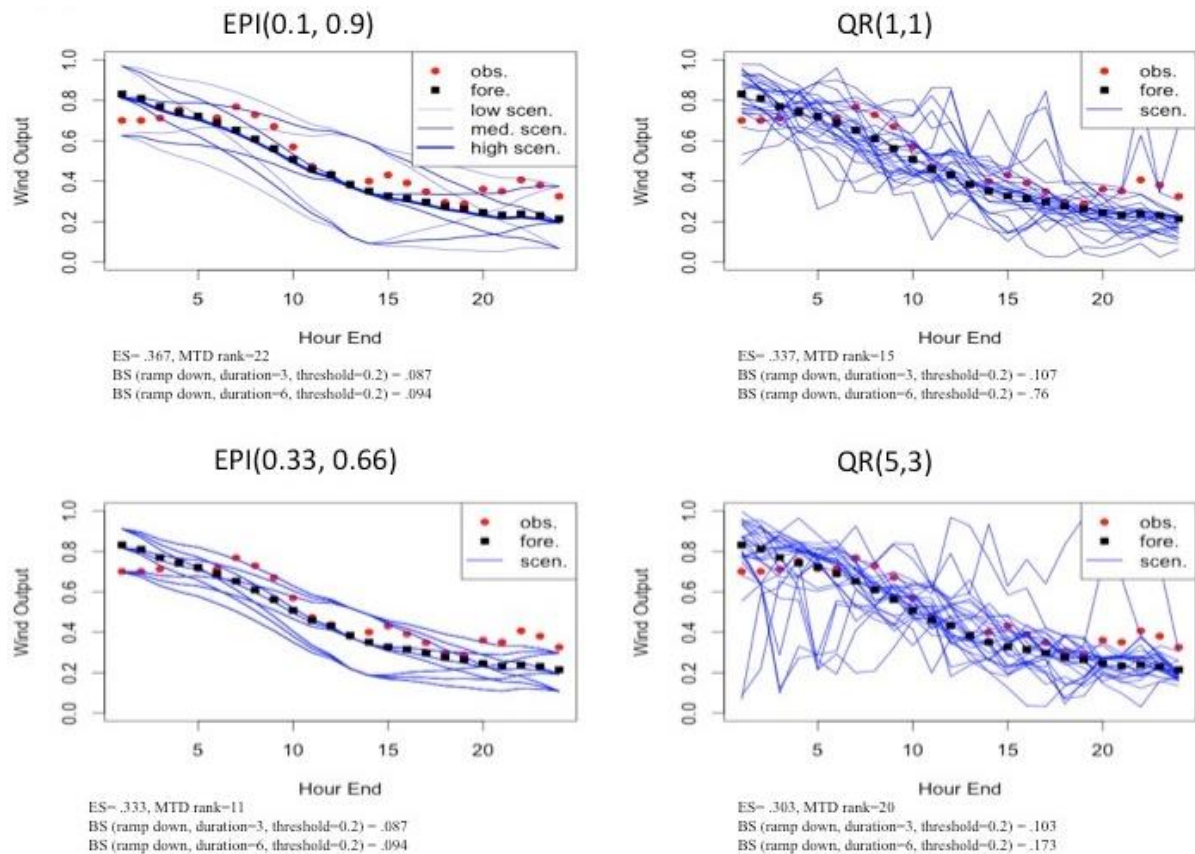 EPI(0.1, 0.9)
Wind Output
0.0 0.2 0.4 0.6 0.8 1.0
obs.
fore.
low scen.
med. scen.
high scen.
5 10 15 20
Hour End
ES= .367, MTD rank=22
BS (ramp down, duration=3, threshold=0.2) = .087
BS (ramp down, duration=6, threshold=0.2) = .094
QR(1,1)
Wind Output
0.0 0.2 0.4 0.6 0.8 1.0
obs.
fore.
scen.
5 10 15 20
Hour End
ES= .337, MTD rank=15
BS (ramp down, duration=3, threshold=0.2) = .107
BS (ramp down, duration=6, threshold=0.2) = .76
EPI(0.33, 0.66)
Wind Output
0.0 0.2 0.4 0.6 0.8 1.0
obs.
fore.
scen.
5 10 15 20
Hour End
ES= .333, MTD rank=11
BS (ramp down, duration=3, threshold=0.2) = .087
BS (ramp down, duration=6, threshold=0.2) = .094
QR(5,3)
Wind Output
0.0 0.2 0.4 0.6 0.8 1.0
obs.
fore.
scen.
5 10 15 20
Hour End
ES= .303, MTD rank=20
BS (ramp down, duration=3, threshold=0.2) = .103
BS (ramp down, duration=6, threshold=0.2) = .173